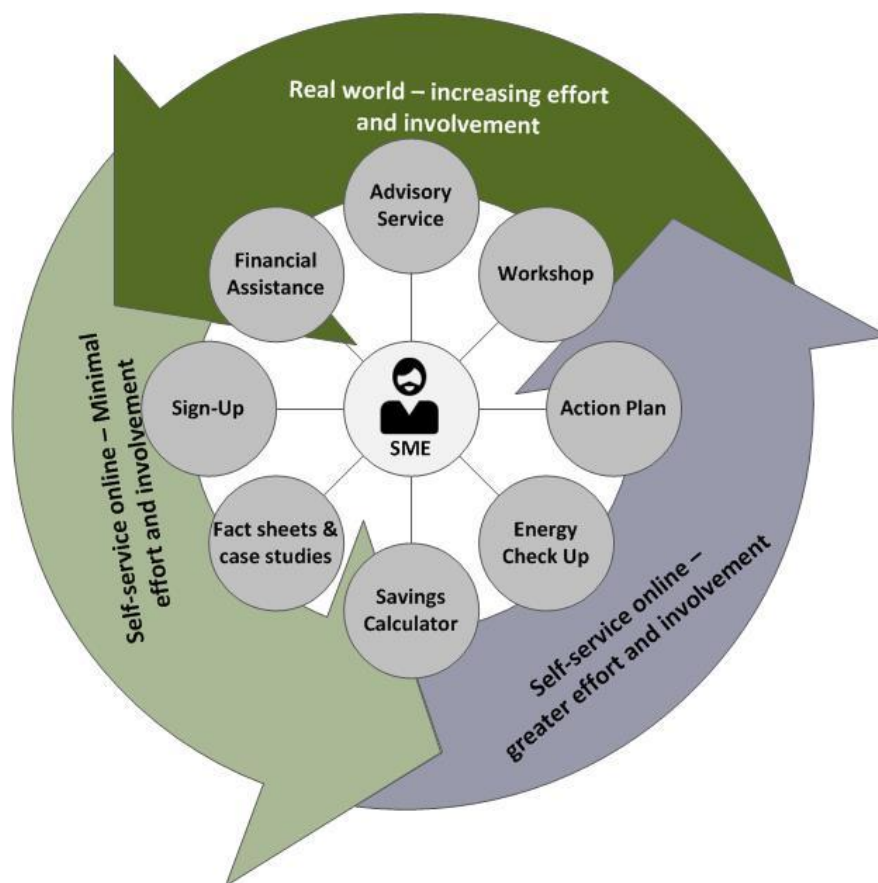 Real world – increasing effort
and involvement
Advisory
Service
Financial
Assistance
Workshop
Sign-Up
SME
Action Plan
Fact sheets &
case studies
Energy
Check Up
Savings
Calculator
Self-service online – Minimal
effort and involvement
Self-service online –
greater effort and involvement